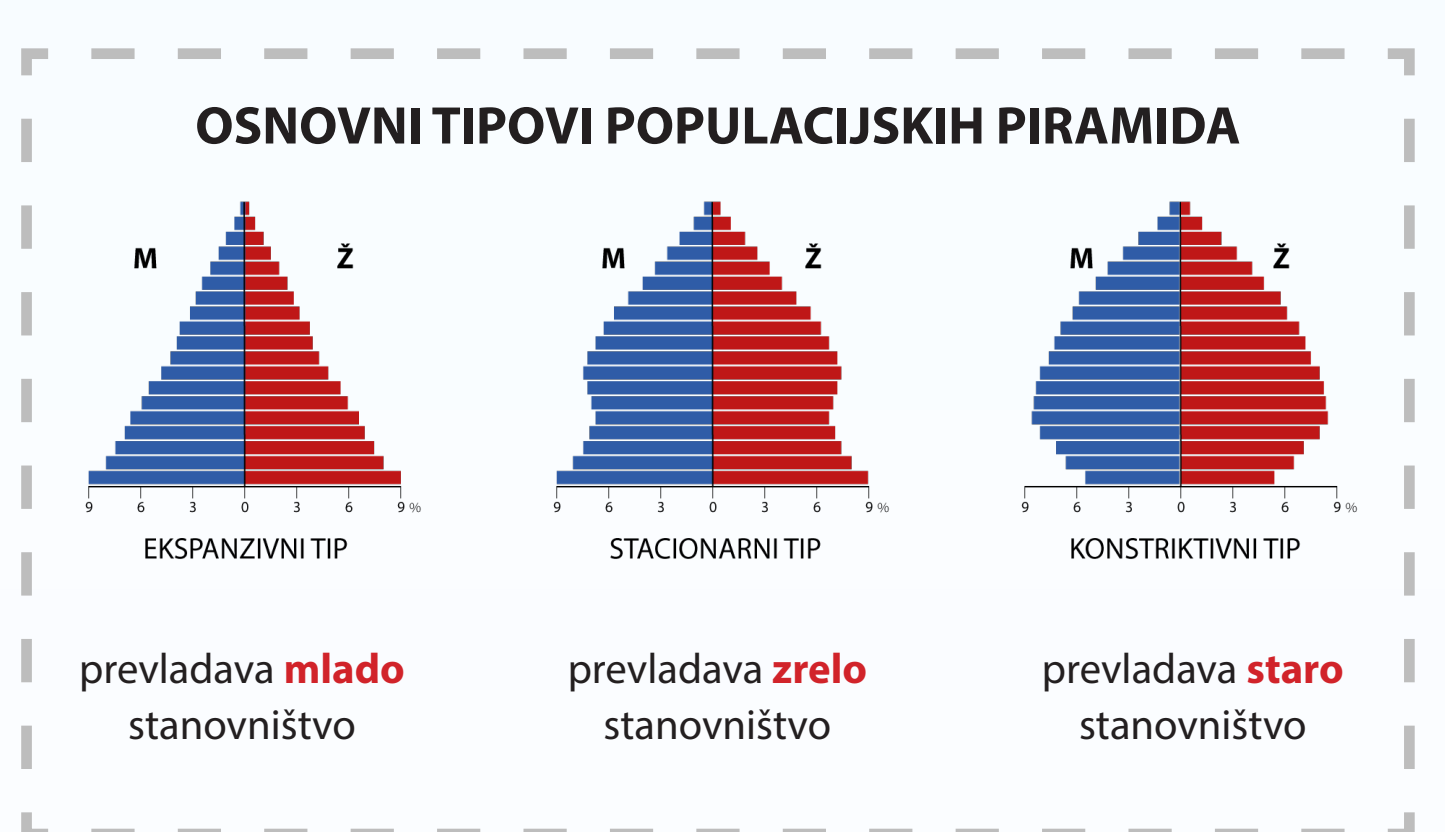 OSNOVNI TIPOVI POPULACIJSKIH PIRAMIDA
M Ž
9 6 3 0 3 6 9 %
EKSPANZIVNI TIP
prevladava mlado
stanovništvo
M Ž
9 6 3 0 3 6 9 %
STACIONARNI TIP
prevladava zrelo
stanovništvo
M Ž
9 6 3 0 3 6 9 %
KONSTRIKTIVNI TIP
prevladava staro
stanovništvo